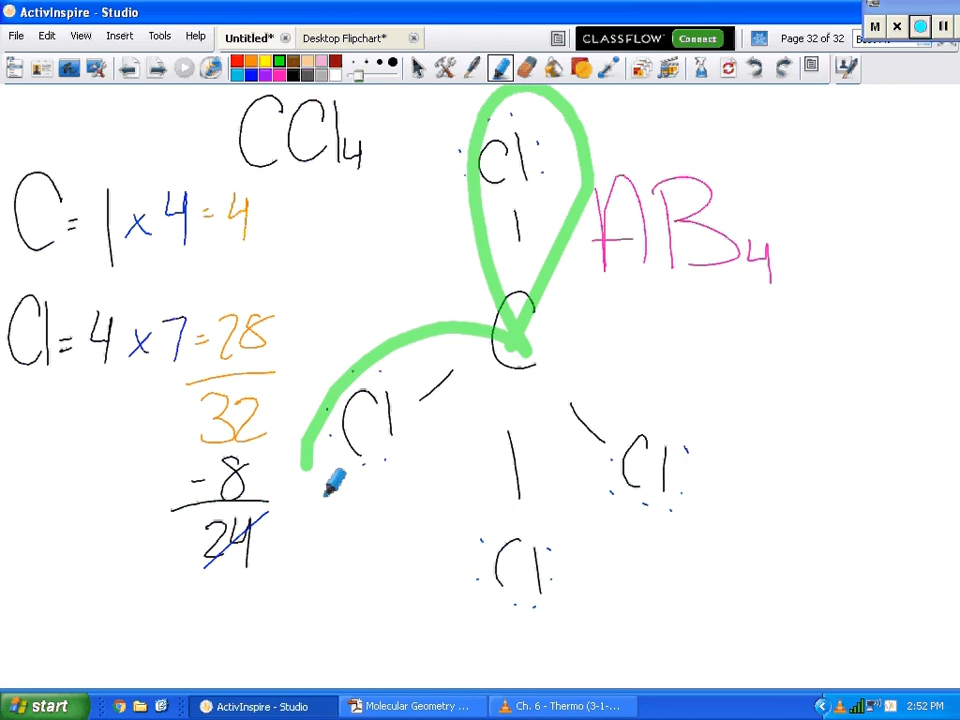 ActivInspire - Studio
File Edit View Insert Tools Help
Untitled* Desktop Flipchart* CLASSFLOW Connect Page 32 of 32
CCl4
C = 1 x 4 = 4
Cl = 4 x 7 = 28
32
- 8
24
Cl
C
Cl
Cl
Cl
AB4
start ActivInspire - Studio Molecular Geometry ... Ch. 6 - Thermo (3-1-... 2:52 PM